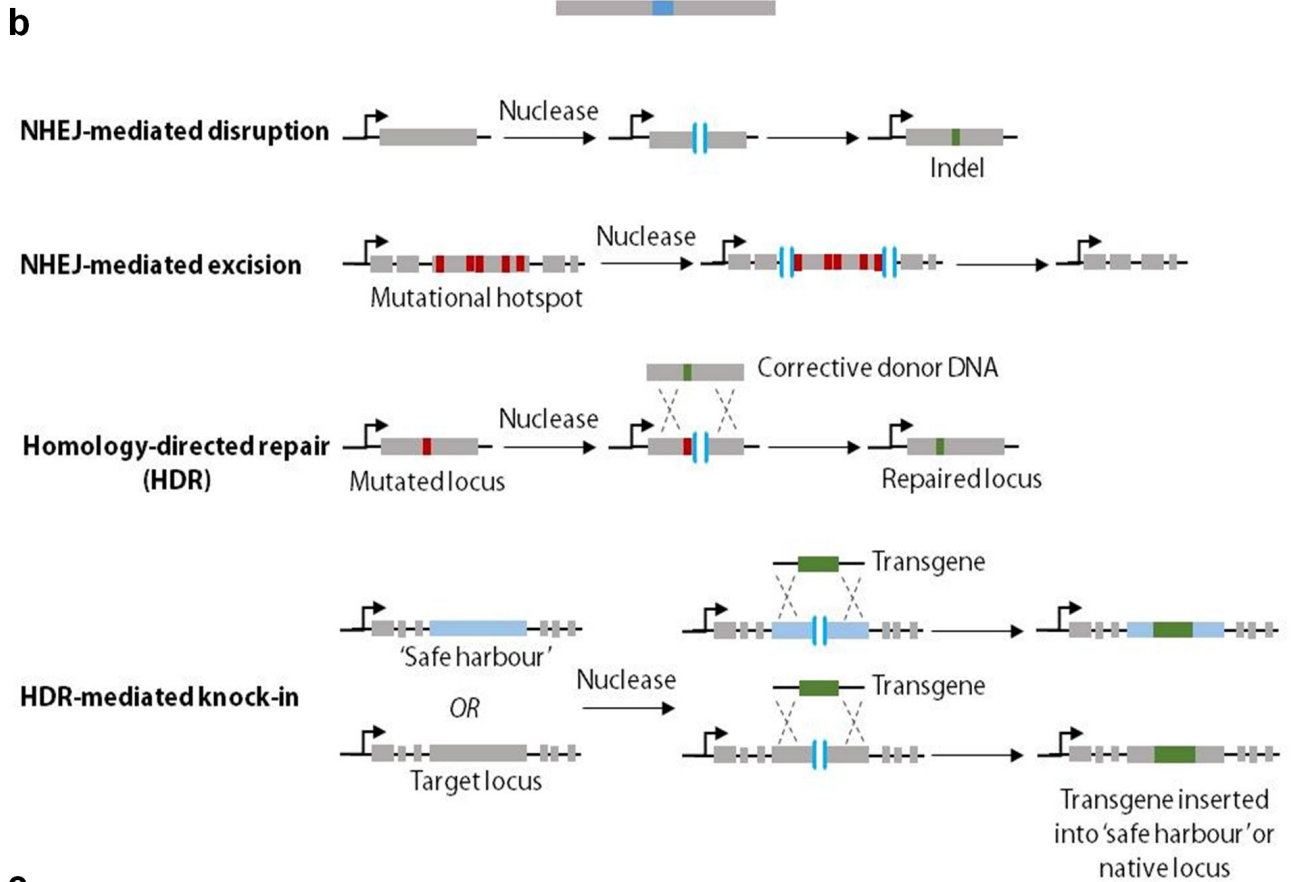 b
NHEJ-mediated disruption
Nuclease
Indel
NHEJ-mediated excision
Nuclease
Mutational hotspot
Corrective donor DNA
Homology-directed repair
(HDR)
Nuclease
Mutated locus
Repaired locus
Transgene
'Safe harbour'
HDR-mediated knock-in
OR
Nuclease
Transgene
Target locus
Transgene inserted
into 'safe harbour' or
native locus